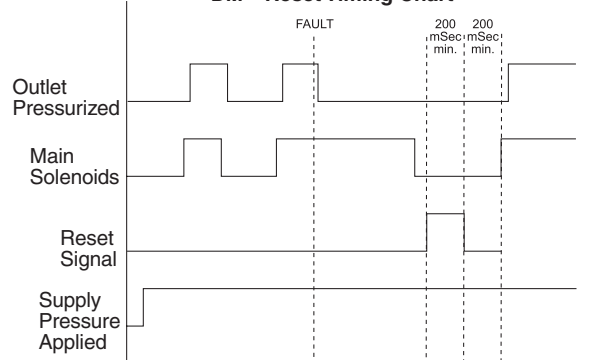 Reset Timing Chart
FAULT
200 200
mSec mSec
min. min.
Outlet
Pressurized
Main
Solenoids
Reset
Signal
Supply
Pressure
Applied